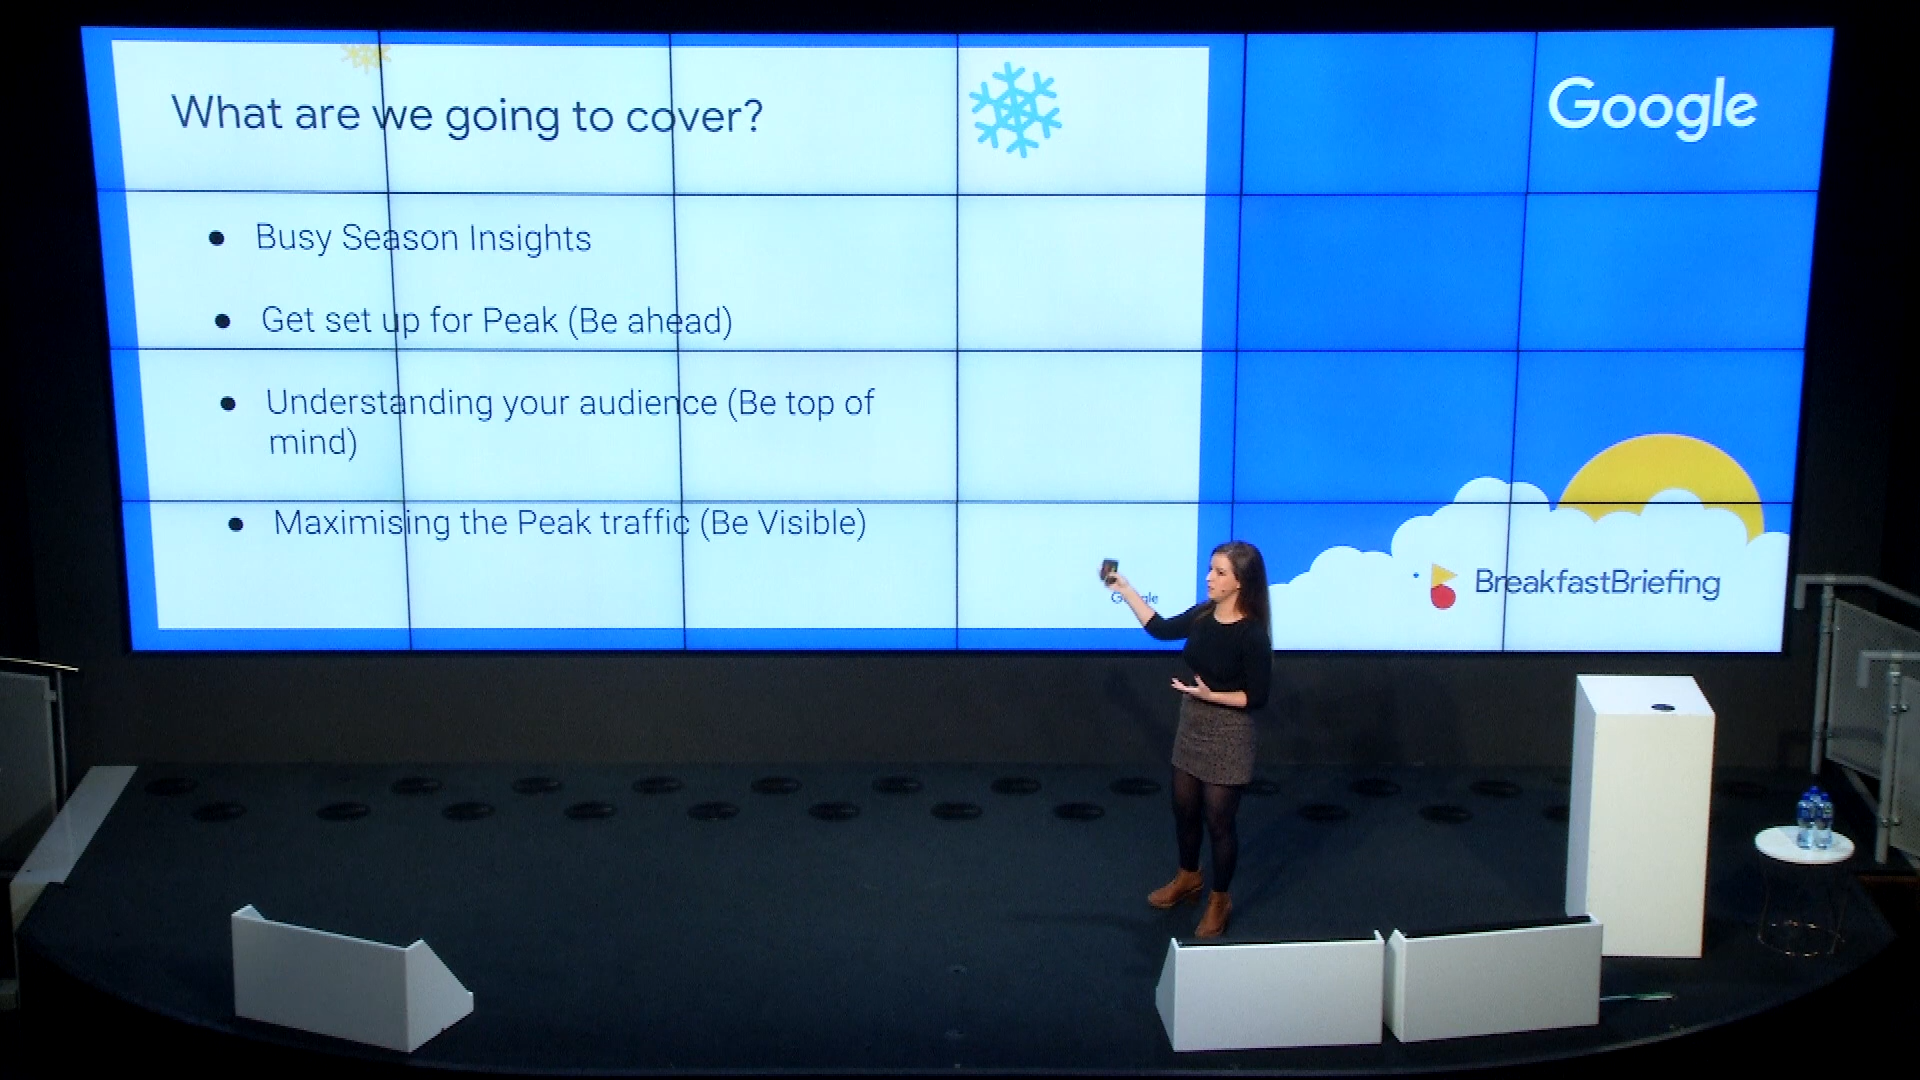 What are we going to cover?
Google
● Busy Season Insights
● Get set up for Peak (Be ahead)
● Understanding your audience (Be top of
mind)
● Maximising the Peak traffic (Be Visible)
Google
BreakfastBriefing